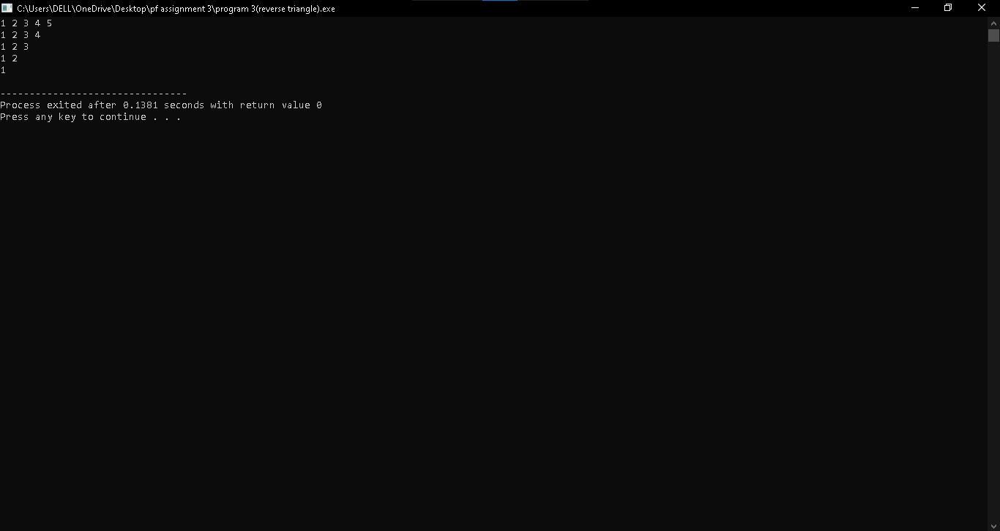 C:\Users\DELL\OneDrive\Desktop\pf assignment 3\program 3(reverse triangle).exe
1 2 3 4 5
1 2 3 4
1 2 3
1 2
1
--------------------------------
Process exited after 0.1381 seconds with return value 0
Press any key to continue . . .